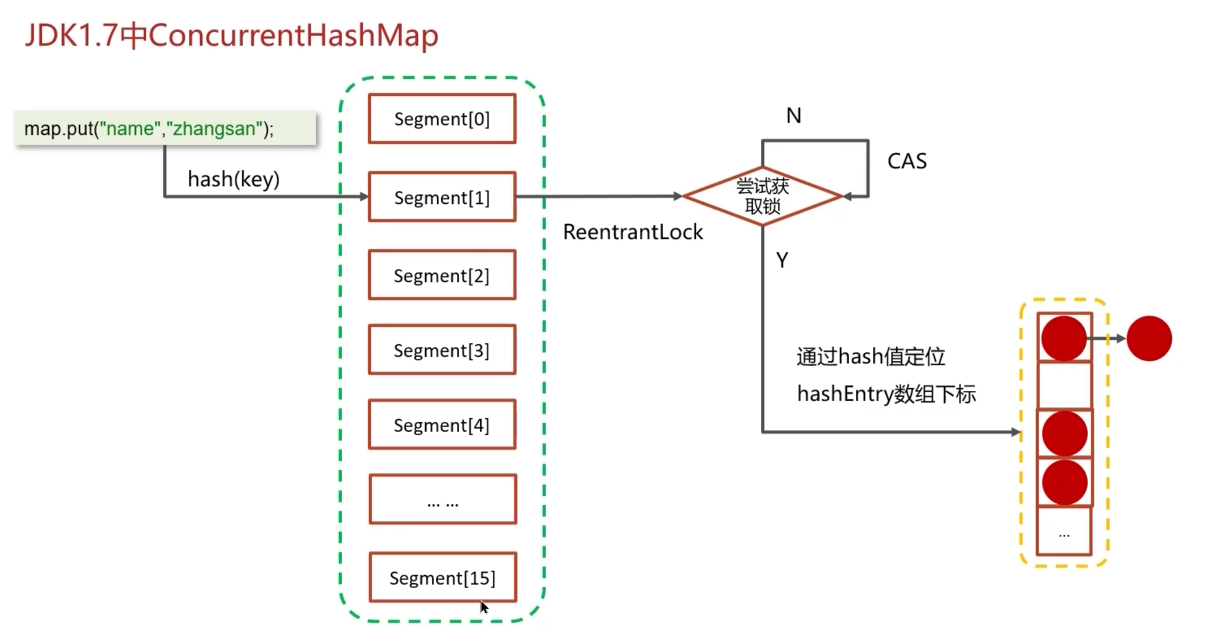 JDK1.7中ConcurrentHashMap
map.put("name","zhangsan");
hash(key)
Segment[0]
Segment[1]
Segment[2]
Segment[3]
Segment[4]
... ...
Segment[15]
ReentrantLock
N
CAS
尝试获
取锁
Y
通过hash值定位
hashEntry数组下标
...